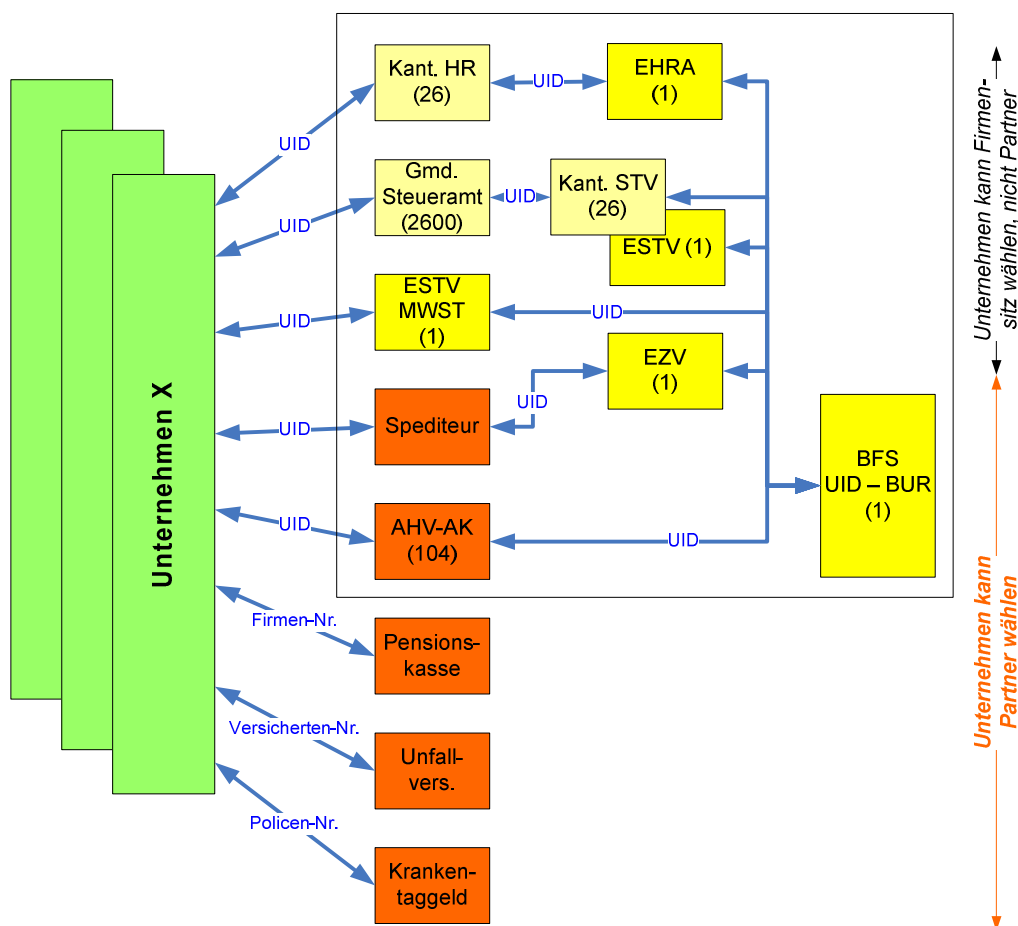 Kant. HR
(26)
UID
EHRA
(1)
UID
Gmd.
Steueramt
(2600)
UID
Kant. STV
(26)
UID
ESTV (1)
ESTV
MWST
(1)
UID
UID
EZV
(1)
Spediteur
UID
UID
AHV-AK
(104)
UID
UID
BFS
UID – BUR
(1)
Unternehmen X
Firmen-Nr.
Pensions-
kasse
Versicherten-Nr.
Unfall-
vers.
Policen-Nr.
Kranken-
taggeld
Unternehmen kann Firmen-
sitz wählen, nicht Partner
Unternehmen kann
Partner wählen